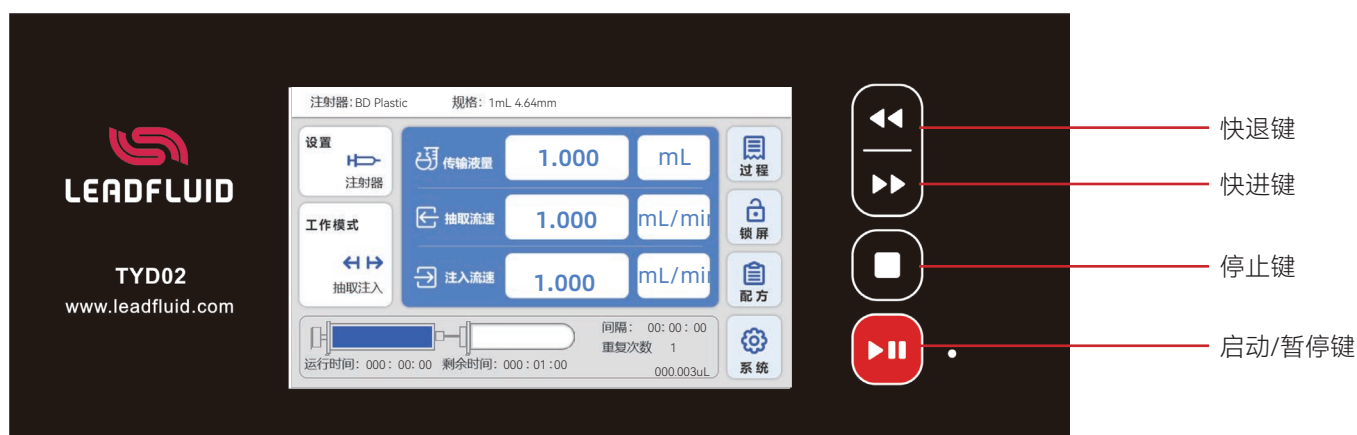 注射器: BD Plastic 规格: 1mL 4.64mm
LEADFLUID
TYD02
www.leadfluid.com
设置
注射器
工作模式
抽取注入
传输液量 1.000 mL
抽取流速 1.000 mL/min
注入流速 1.000 mL/min
间隔: 00: 00 : 00
重复次数 1
运行时间: 000 : 00: 00 剩余时间: 000 : 01 :00
000.003uL
过程
锁屏
配方
系统
快退键
快进键
停止键
启动/暂停键